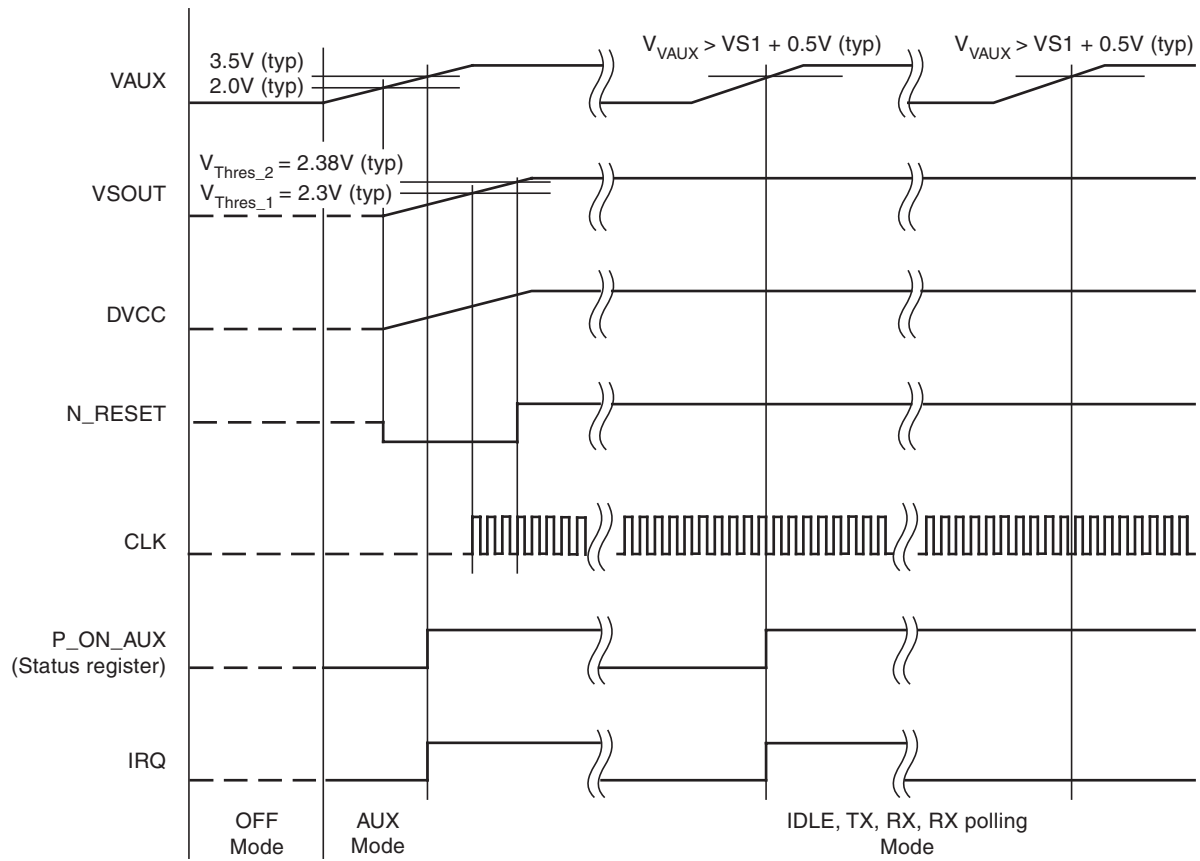 V_VAUX > VS1 + 0.5V (typ)
V_VAUX > VS1 + 0.5V (typ)
3.5V (typ)
VAUX
2.0V (typ)
V_Thres_2 = 2.38V (typ)
VSOUT
V_Thres_1 = 2.3V (typ)
DVCC
N_RESET
CLK
P_ON_AUX
(Status register)
IRQ
OFF
Mode
AUX
Mode
IDLE, TX, RX, RX polling
Mode